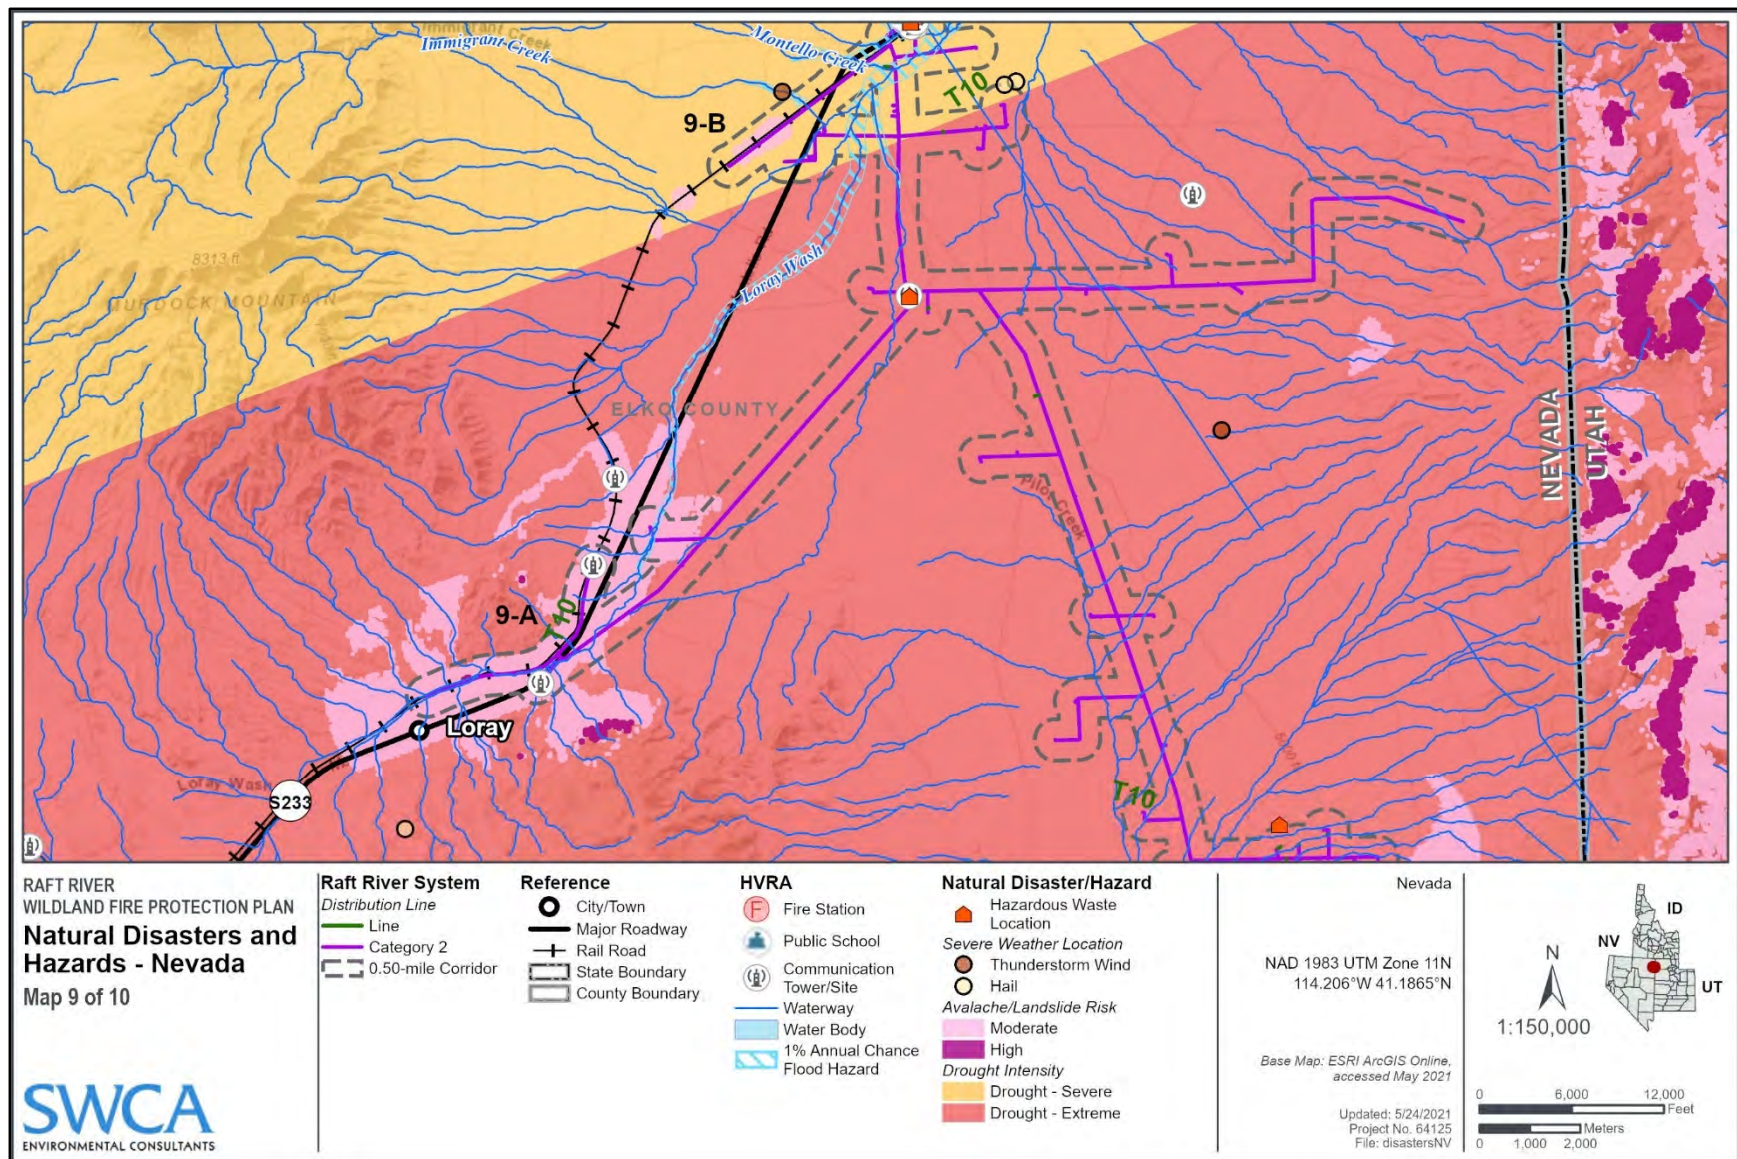 Immigrant Creek
Immigrant Creek
Montello Creek
T10
9-B
8313 ft
MURDOCK MOUNTAIN
Loray Wash
ELKO COUNTY
NEVADA
UTAH
Pilot Creek
9-A
T10
Loray
Loray Wash
S233
T10
RAFT RIVER
WILDLAND FIRE PROTECTION PLAN
Natural Disasters and
Hazards - Nevada
Map 9 of 10
SWCA
ENVIRONMENTAL CONSULTANTS
Raft River System
Distribution Line
Line
Category 2
0.50-mile Corridor
Reference
City/Town
Major Roadway
Rail Road
State Boundary
County Boundary
HVRA
F
Fire Station
Public School
Communication
Tower/Site
Waterway
Water Body
1% Annual Chance
Flood Hazard
Natural Disaster/Hazard
Hazardous Waste
Location
Severe Weather Location
Thunderstorm Wind
Hail
Avalache/Landslide Risk
Moderate
High
Drought Intensity
Drought - Severe
Drought - Extreme
Nevada
NAD 1983 UTM Zone 11N
114.206°W 41.1865°N
Base Map: ESRI ArcGIS Online,
accessed May 2021
Updated: 5/24/2021
Project No. 64125
File: disastersNV
ID
NV
UT
N
1:150,000
0 6,000 12,000
Feet
Meters
0 1,000 2,000